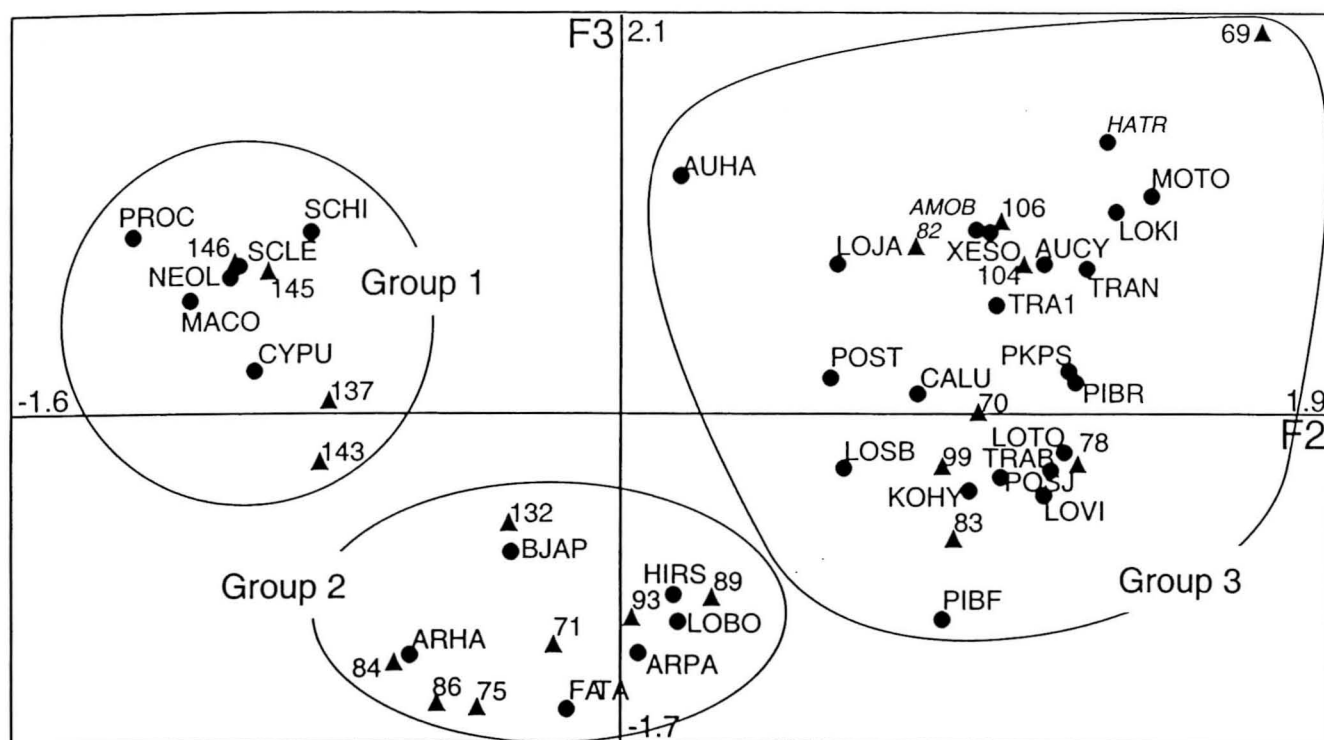 F3 2.1
69
HATR
AUHA
MOTO
PROC
SCHI
AMOB
106
LOKI
146
SCLE
82
LOJA
XESO
AUCY
NEOL
145
Group 1
104
TRAN
MACO
TRA1
CYPU
POST
PKPS
CALU
PIBR
137
70
-1.6
1.9
F2
143
LOSB
99
LOTO
78
TRAB
KOHY
POSJ
LOVI
132
83
BJAP
Group 2
HIRS
89
Group 3
93
PIBF
LOBO
ARHA
71
84
ARPA
86
75
FATA
-1.7